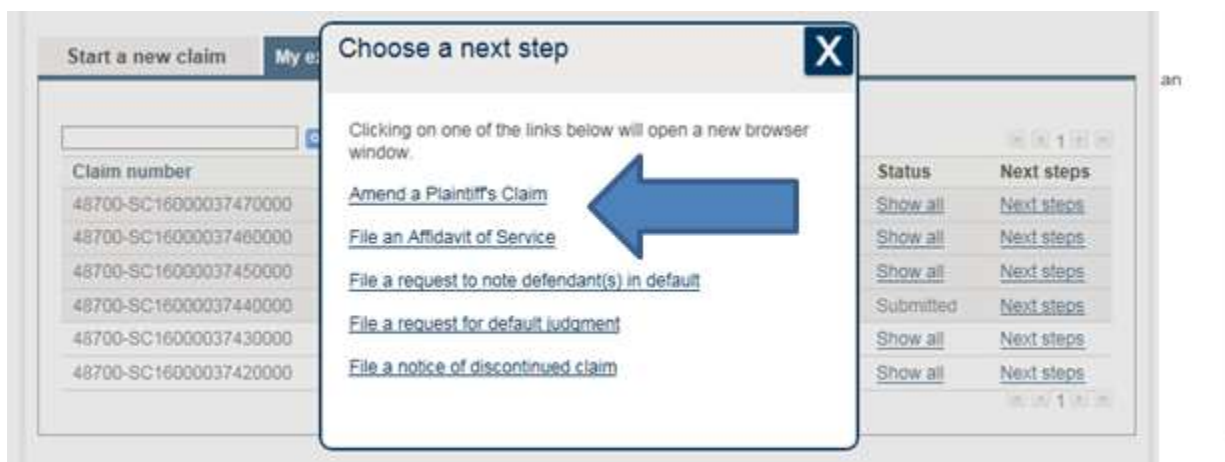 Choose a next step
X
Start a new claim
My e
an
Clicking on one of the links below will open a new browser
window.
1
Claim number
Status
Next steps
Amend a Plaintiff's Claim
48700-SC16000037470000
Show all
Next steps
File an Affidavit of Service
48700-SC16000037460000
Show all
Next steps
48700-SC16000037450000
Show all
Next steps
File a request to note defendant(s) in default
48700-SC16000037440000
Submitted
Next steps
File a request for default judgment
48700-SC16000037430000
Show all
Next steps
File a notice of discontinued claim
48700-SC16000037420000
Show all
Next steps
1